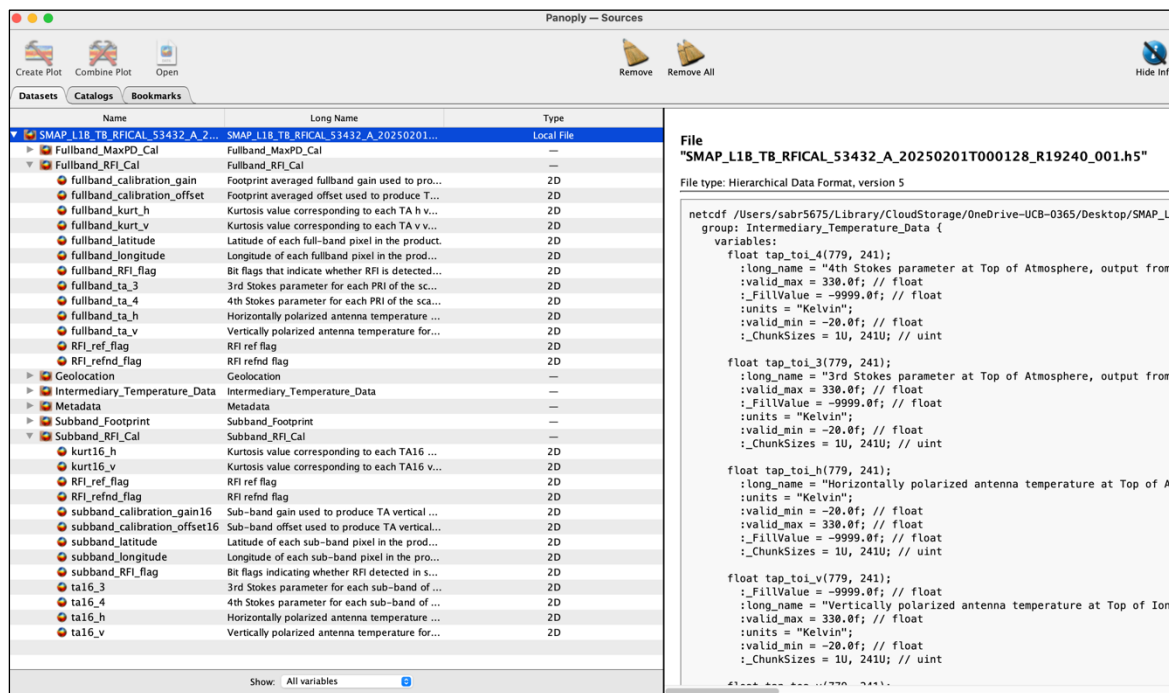 Panoply — Sources
Create Plot Combine Plot Open Remove Remove All Hide Inf
Datasets Catalogs Bookmarks
Name Long Name Type
SMAP_L1B_TB_RFICAL_53432_A_2... SMAP_L1B_TB_RFICAL_53432_A_20250201... Local File
Fullband_MaxPD_Cal Fullband_MaxPD_Cal —
Fullband_RFI_Cal Fullband_RFI_Cal —
fullband_calibration_gain Footprint averaged fullband gain used to pro... 2D
fullband_calibration_offset Footprint averaged offset used to produce T... 2D
fullband_kurt_h Kurtosis value corresponding to each TA h v... 2D
fullband_kurt_v Kurtosis value corresponding to each TA v v... 2D
fullband_latitude Latitude of each full-band pixel in the product. 2D
fullband_longitude Longitude of each fullband pixel in the prod... 2D
fullband_RFI_flag Bit flags that indicate whether RFI is detected... 2D
fullband_ta_3 3rd Stokes parameter for each PRI of the sc... 2D
fullband_ta_4 4th Stokes parameter for each PRI of the sca... 2D
fullband_ta_h Horizontally polarized antenna temperature ... 2D
fullband_ta_v Vertically polarized antenna temperature for... 2D
RFI_ref_flag RFI ref flag 2D
RFI_refnd_flag RFI refnd flag 2D
Geolocation Geolocation —
Intermediary_Temperature_Data Intermediary_Temperature_Data —
Metadata Metadata —
Subband_Footprint Subband_Footprint —
Subband_RFI_Cal Subband_RFI_Cal —
kurt16_h Kurtosis value corresponding to each TA16 ... 2D
kurt16_v Kurtosis value corresponding to each TA16 v... 2D
RFI_ref_flag RFI ref flag 2D
RFI_refnd_flag RFI refnd flag 2D
subband_calibration_gain16 Sub-band gain used to produce TA vertical ... 2D
subband_calibration_offset16 Sub-band offset used to produce TA vertical... 2D
subband_latitude Latitude of each sub-band pixel in the prod... 2D
subband_longitude Longitude of each sub-band pixel in the pro... 2D
subband_RFI_flag Bit flags indicating whether RFI detected in s... 2D
ta16_3 3rd Stokes parameter for each sub-band of ... 2D
ta16_4 4th Stokes parameter for each sub-band of ... 2D
ta16_h Horizontally polarized antenna temperature ... 2D
ta16_v Vertically polarized antenna temperature for... 2D
Show: All variables
File
"SMAP_L1B_TB_RFICAL_53432_A_20250201T000128_R19240_001.h5"
File type: Hierarchical Data Format, version 5
netcdf /Users/sabr5675/Library/CloudStorage/OneDrive-UCB-O365/Desktop/SMAP_L
group: Intermediary_Temperature_Data {
variables:
float tap_toi_4(779, 241);
:long_name = "4th Stokes parameter at Top of Atmosphere, output from
:valid_max = 330.0f; // float
:_FillValue = -9999.0f; // float
:units = "Kelvin";
:valid_min = -20.0f; // float
:_ChunkSizes = 1U, 241U; // uint
float tap_toi_3(779, 241);
:long_name = "3rd Stokes parameter at Top of Atmosphere, output from
:valid_max = 330.0f; // float
:_FillValue = -9999.0f; // float
:units = "Kelvin";
:valid_min = -20.0f; // float
:_ChunkSizes = 1U, 241U; // uint
float tap_toi_h(779, 241);
:long_name = "Horizontally polarized antenna temperature at Top of A
:units = "Kelvin";
:valid_min = -20.0f; // float
:valid_max = 330.0f; // float
:_FillValue = -9999.0f; // float
:_ChunkSizes = 1U, 241U; // uint
float tap_toi_v(779, 241);
:_FillValue = -9999.0f; // float
:long_name = "Vertically polarized antenna temperature at Top of Ion
:valid_max = 330.0f; // float
:units = "Kelvin";
:valid_min = -20.0f; // float
:_ChunkSizes = 1U, 241U; // uint